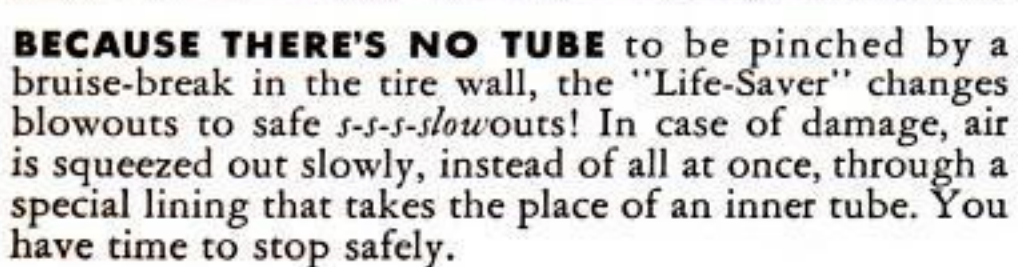 BECAUSE THERE'S NO TUBE to be pinched by a
bruise-break in the tire wall, the "Life-Saver" changes
blowouts to safe s-s-s-slowouts! In case of damage, air
is squeezed out slowly, instead of all at once, through a
special lining that takes the place of an inner tube. You
have time to stop safely.